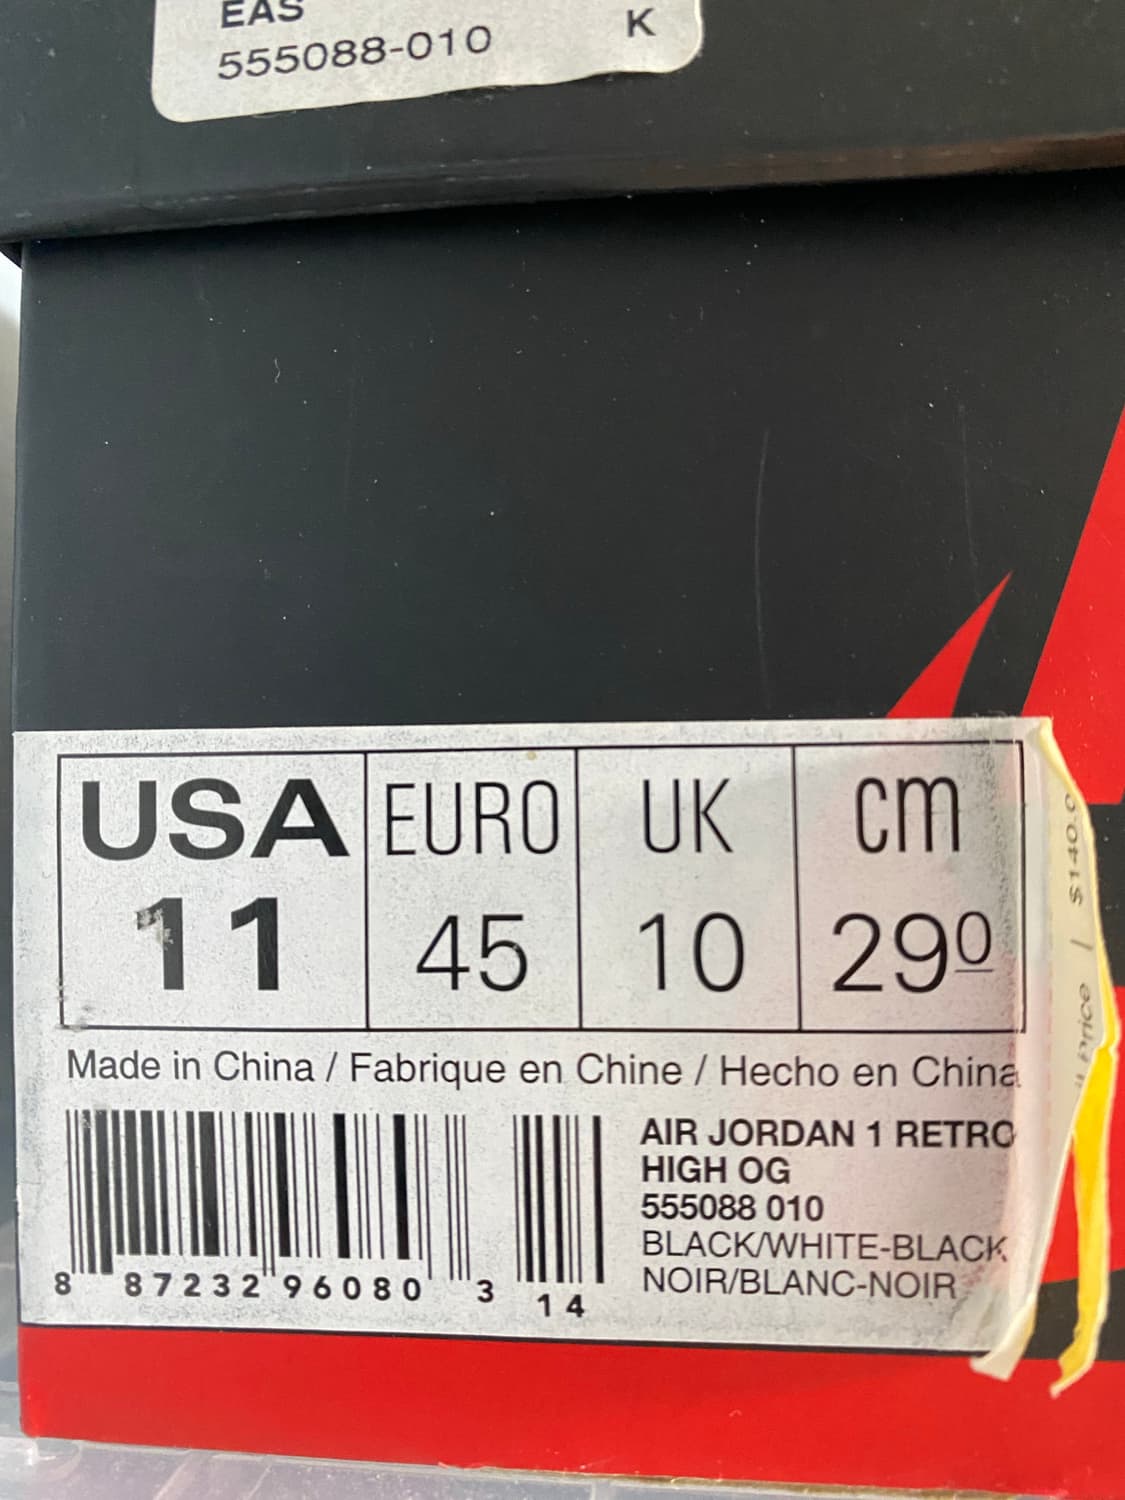 EAS
555088-010
K
USA EURO UK cm
11 45 10 29 0
Made in China / Fabrique en Chine / Hecho en China
AIR JORDAN 1 RETRO
HIGH OG
555088 010
BLACK/WHITE-BLACK
NOIR/BLANC-NOIR
8 87232 96080 3 14
Price | $140.0